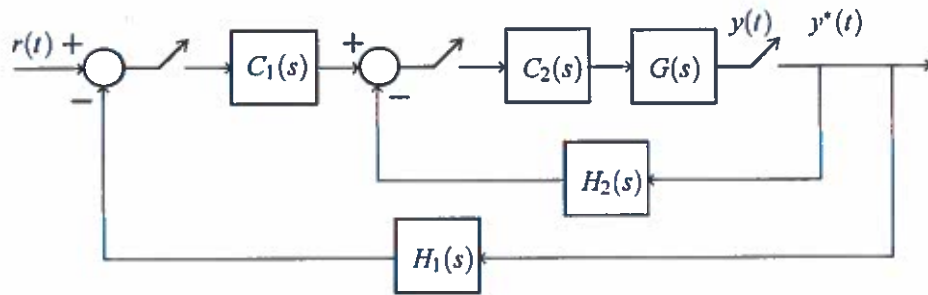 r(t) + − C₁(s) + − C₂(s) G(s) y(t) y*(t)
H₂(s)
H₁(s)